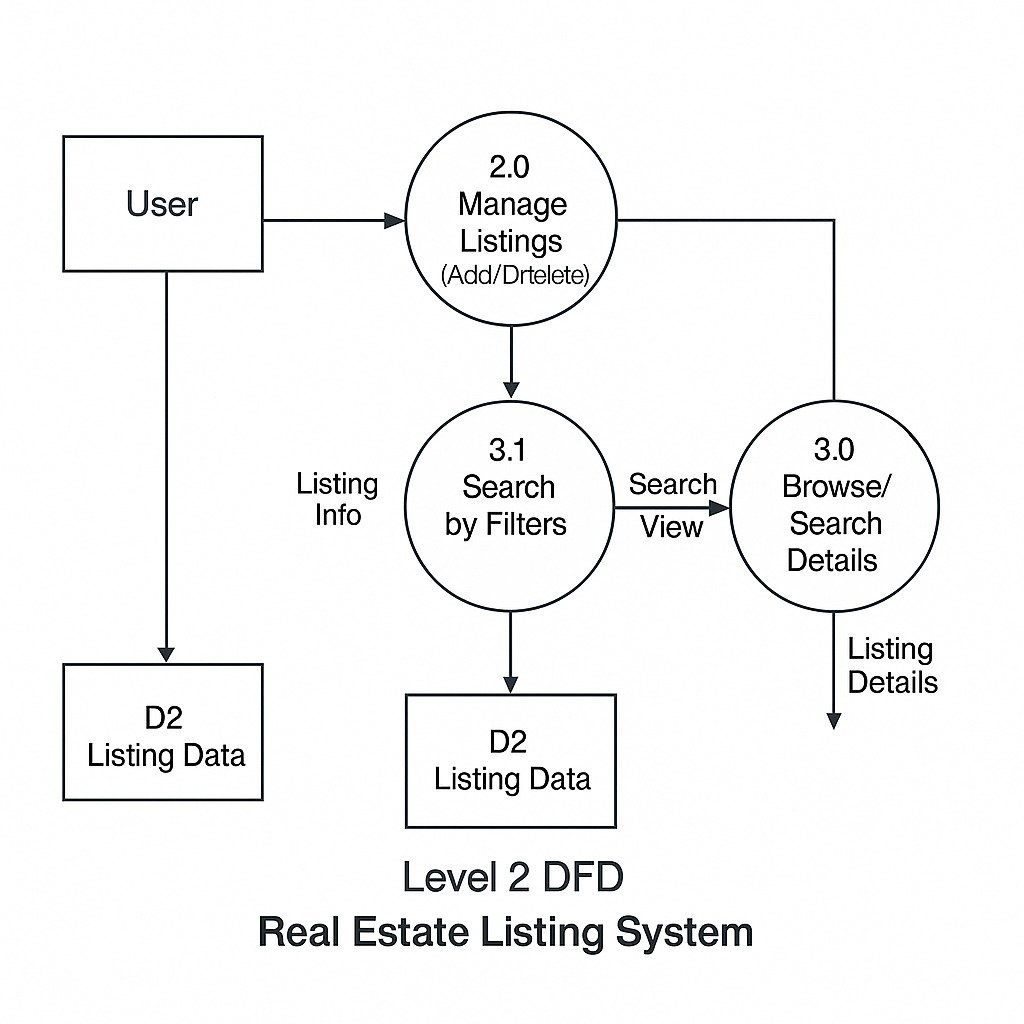 User
2.0
Manage
Listings
(Add/Drtelete)
Listing
Info
3.1
Search
by Filters
Search
View
3.0
Browse/
Search
Details
Listing
Details
D2
Listing Data
D2
Listing Data
Level 2 DFD
Real Estate Listing System